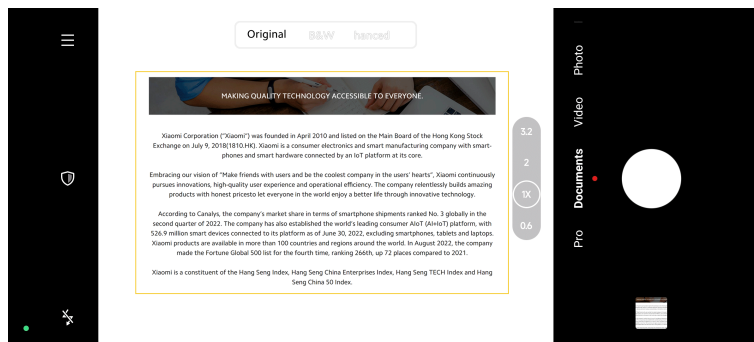 Original B&W hanced
MAKING QUALITY TECHNOLOGY ACCESSIBLE TO EVERYONE.
Xiaomi Corporation ("Xiaomi") was founded in April 2010 and listed on the Main Board of the Hong Kong Stock
Exchange on July 9, 2018(1810.HK). Xiaomi is a consumer electronics and smart manufacturing company with smart-
phones and smart hardware connected by an IoT platform at its core.
Embracing our vision of "Make friends with users and be the coolest company in the users' hearts", Xiaomi continuously
pursues innovations, high-quality user experience and operational efficiency. The company relentlessly builds amazing
products with honest pricesto let everyone in the world enjoy a better life through innovative technology.
According to Canalys, the company's market share in terms of smartphone shipments ranked No. 3 globally in the
second quarter of 2022. The company has also established the world's leading consumer AIoT (AI+IoT) platform, with
526.9 million smart devices connected to its platform as of June 30, 2022, excluding smartphones, tablets and laptops.
Xiaomi products are available in more than 100 countries and regions around the world. In August 2022, the company
made the Fortune Global 500 list for the fourth time, ranking 266th, up 72 places compared to 2021.
Xiaomi is a constituent of the Hang Seng Index, Hang Seng China Enterprises Index, Hang Seng TECH Index and Hang
Seng China 50 Index.
3.2
2
1X
0.6
Photo
Video
Documents
Pro